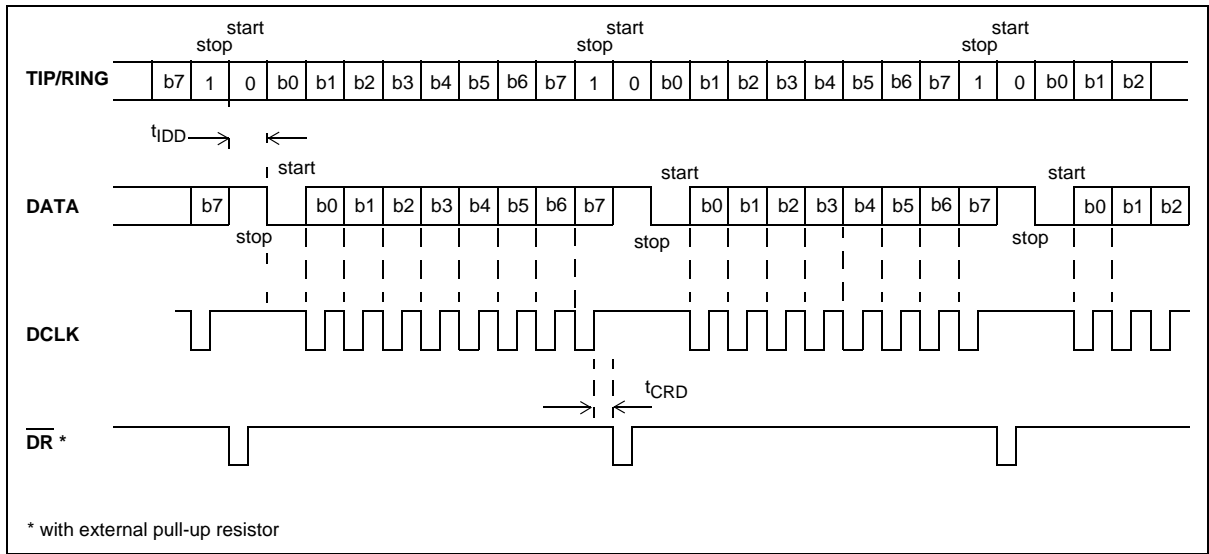 start start start
stop stop stop
TIP/RING b7 1 0 b0 b1 b2 b3 b4 b5 b6 b7 1 0 b0 b1 b2 b3 b4 b5 b6 b7 1 0 b0 b1 b2
tIDD
start start start
DATA b7 b0 b1 b2 b3 b4 b5 b6 b7 b0 b1 b2 b3 b4 b5 b6 b7 b0 b1 b2
stop stop stop
DCLK
tCRD
DR *
* with external pull-up resistor